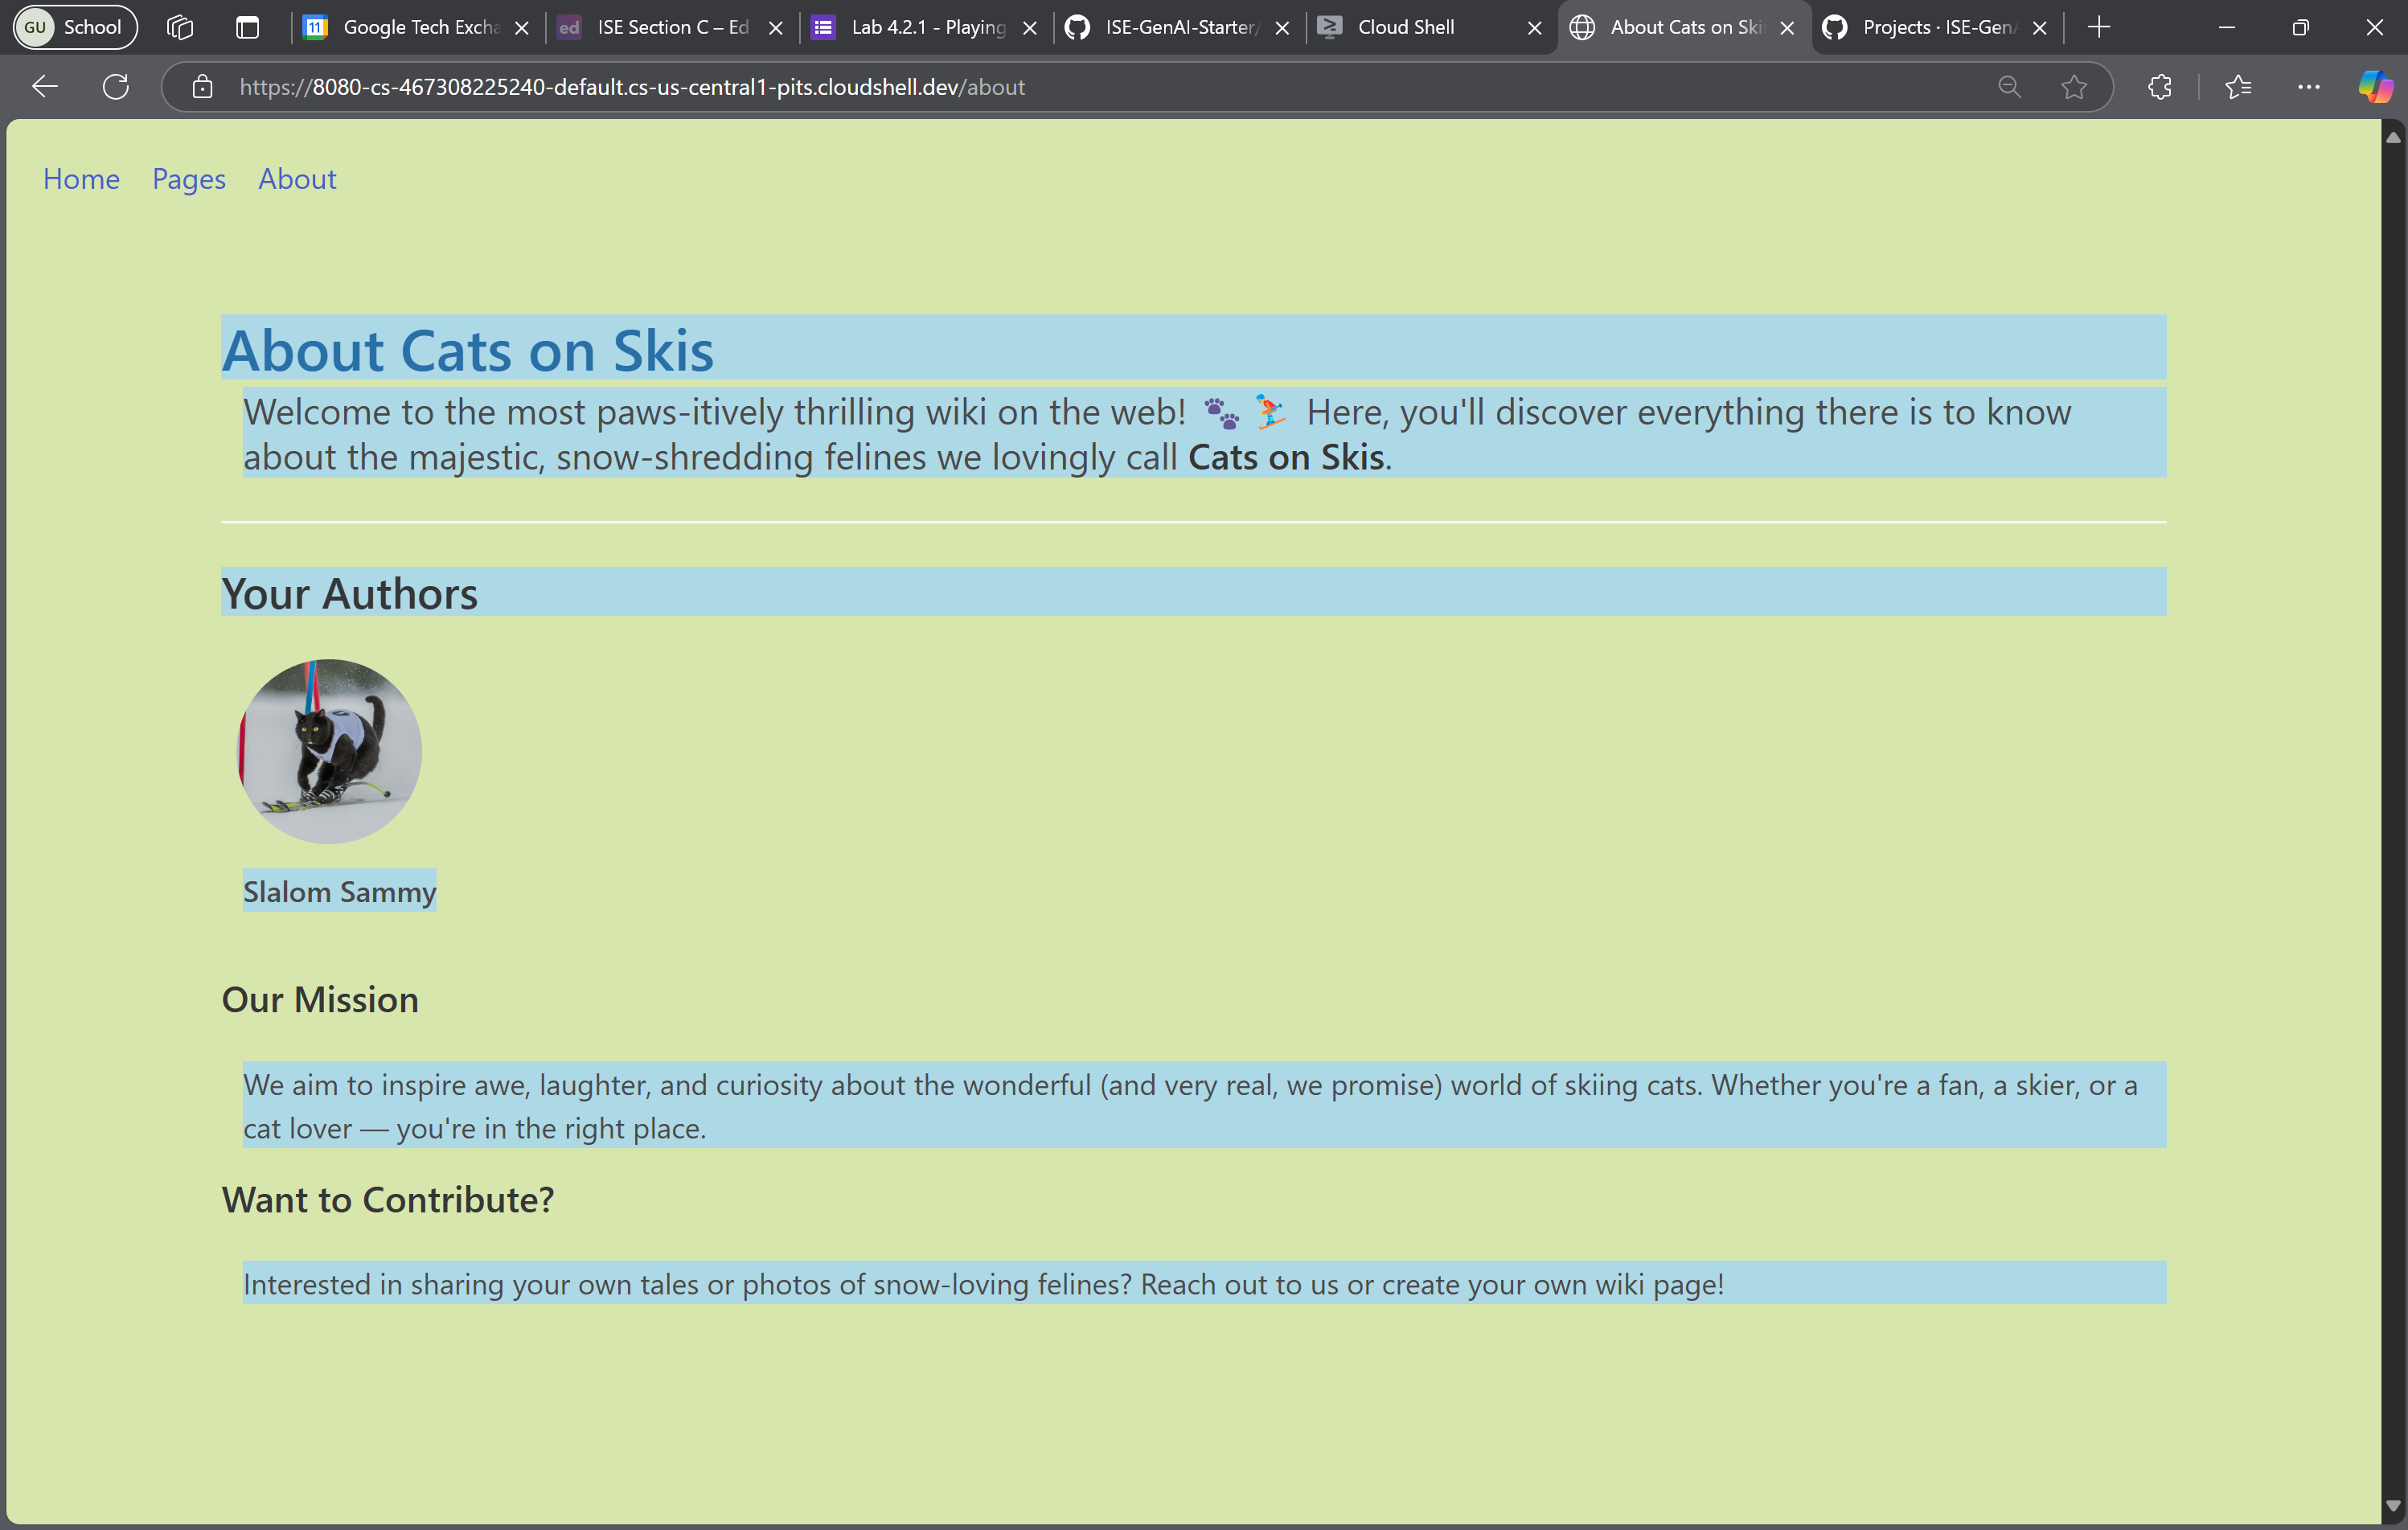 GU School
11 Google Tech Excha
ed ISE Section C – Ed
Lab 4.2.1 - Playing
ISE-GenAI-Starter/
Cloud Shell
About Cats on Ski
Projects · ISE-GenA
https://8080-cs-467308225240-default.cs-us-central1-pits.cloudshell.dev/about
Home Pages About
About Cats on Skis
Welcome to the most paws-itively thrilling wiki on the web! 🐾 ⛷️ Here, you'll discover everything there is to know
about the majestic, snow-shredding felines we lovingly call Cats on Skis.
Your Authors
Slalom Sammy
Our Mission
We aim to inspire awe, laughter, and curiosity about the wonderful (and very real, we promise) world of skiing cats. Whether you're a fan, a skier, or a
cat lover — you're in the right place.
Want to Contribute?
Interested in sharing your own tales or photos of snow-loving felines? Reach out to us or create your own wiki page!